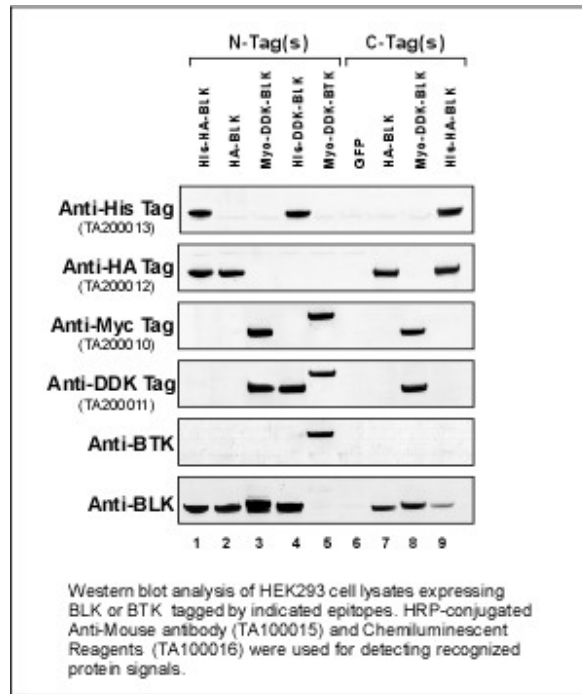 N-Tag(s) C-Tag(s)
His-HA-BLK HA-BLK Myc-DDK-BLK His-DDK-BLK Myc-DDK-BTK GFP HA-BLK Myc-DDK-BLK His-HA-BLK
Anti-His Tag
(TA200013)
Anti-HA Tag
(TA200012)
Anti-Myc Tag
(TA200010)
Anti-DDK Tag
(TA200011)
Anti-BTK
Anti-BLK
1 2 3 4 5 6 7 8 9
Western blot analysis of HEK293 cell lysates expressing
BLK or BTK tagged by indicated epitopes. HRP-conjugated
Anti-Mouse antibody (TA100015) and Chemiluminescent
Reagents (TA100016) were used for detecting recognized
protein signals.